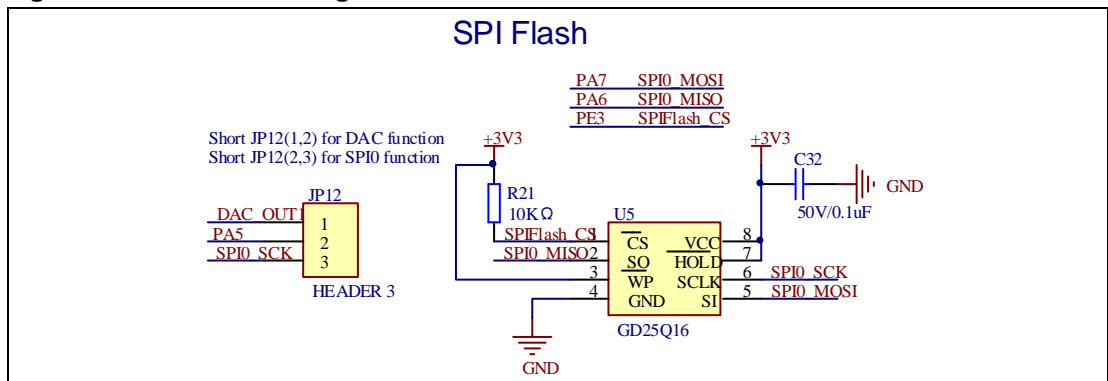 SPI Flash
PA7 SPI0_MOSI
PA6 SPI0_MISO
PE3 SPIFlash_CS
Short JP12(1,2) for DAC function
Short JP12(2,3) for SPI0 function
+3V3
+3V3
C32
GND
50V/0.1uF
JP12
R21
10KΩ
U5
DAC_OUT1 1
PA5 2
SPI0_SCK 3
HEADER 3
SPIFlash_CS 1 CS VCC 8
SPI0_MISO 2 SO HOLD 7
3 WP SCLK 6 SPI0_SCK
4 GND SI 5 SPI0_MOSI
GD25Q16
GND